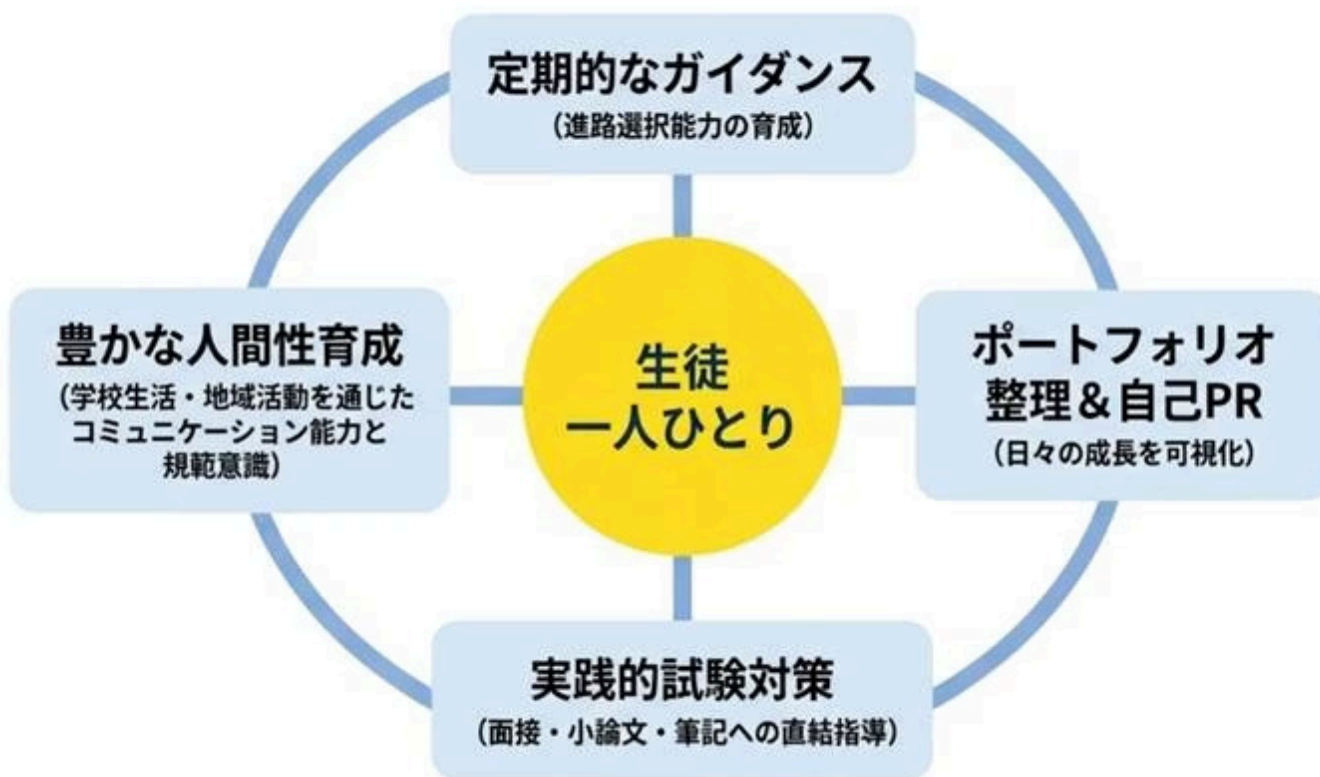 定期的なガイダンス
（進路選択能力の育成）
豊かな人間性育成
（学校生活・地域活動を通じた
コミュニケーション能力と
規範意識）
生徒
一人ひとり
ポートフォリオ
整理＆自己PR
（日々の成長を可視化）
実践的試験対策
（面接・小論文・筆記への直結指導）